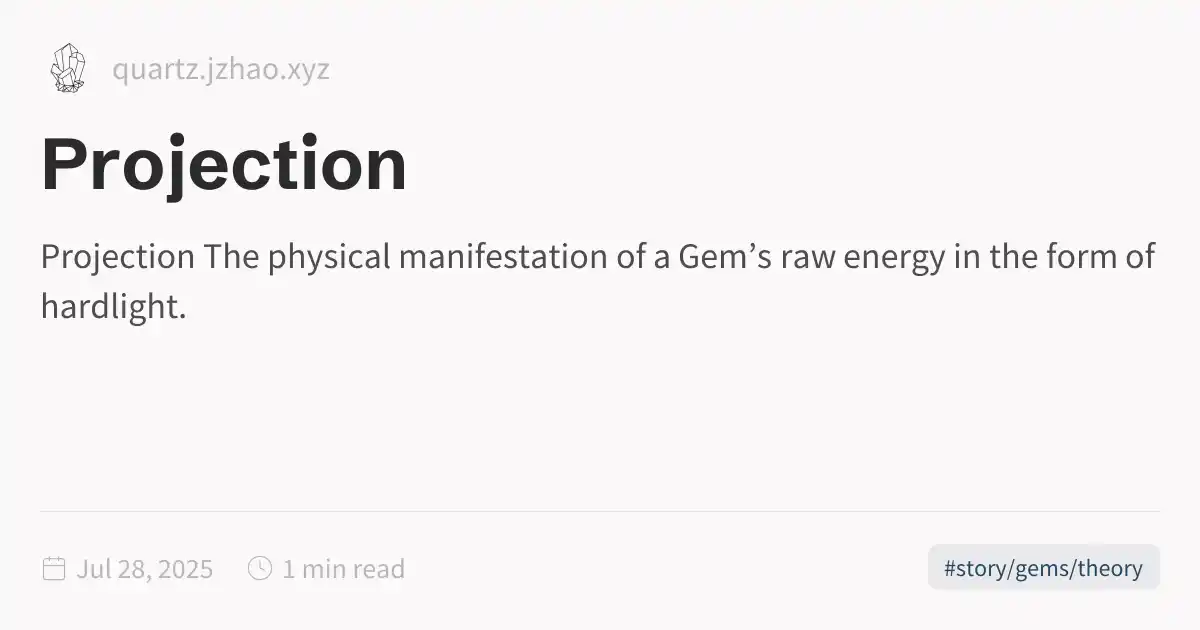 quartz.jzhao.xyz
Projection
Projection The physical manifestation of a Gem’s raw energy in the form of
hardlight.
Jul 28, 2025 1 min read #story/gems/theory